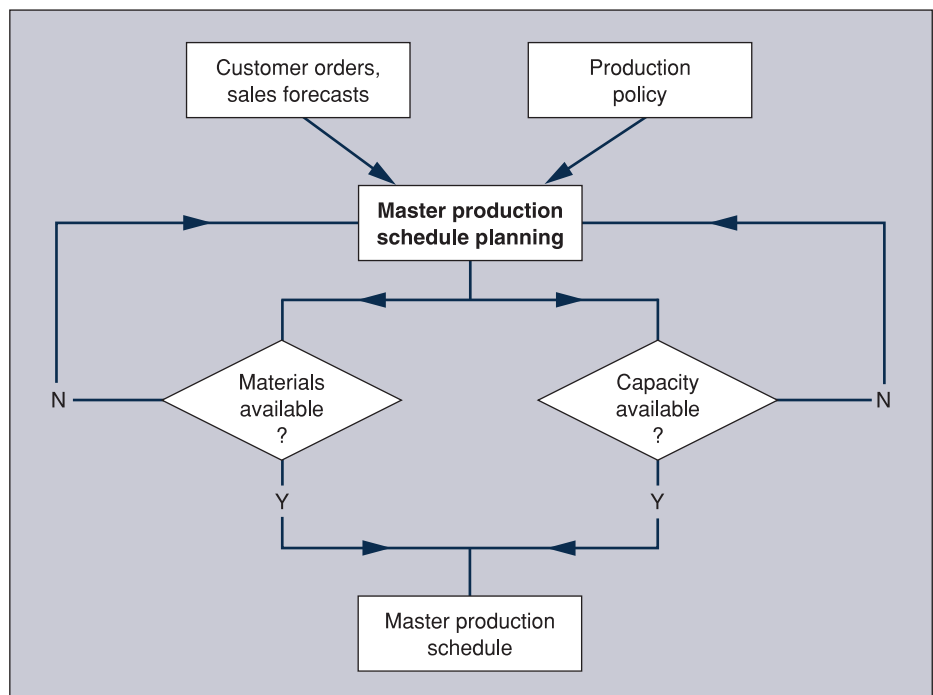 Customer orders,
sales forecasts
Production
policy
Master production
schedule planning
Materials
available
?
Capacity
available
?
N
N
Y
Y
Master production
schedule